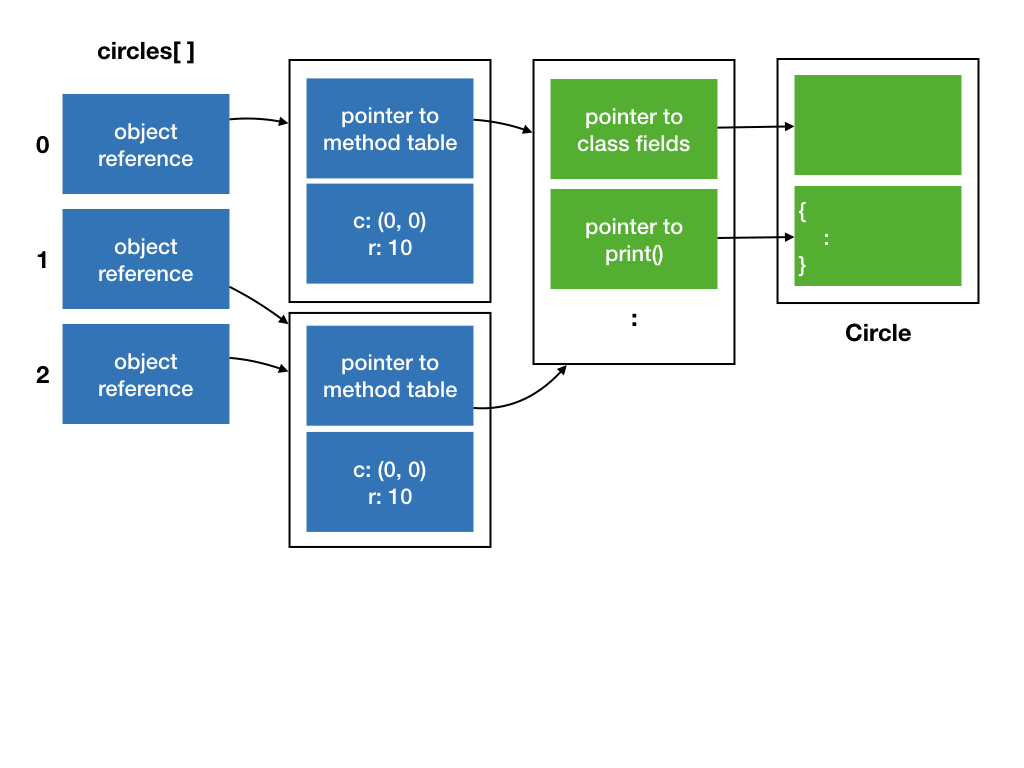 circles[ ]
0
object
reference
1
object
reference
2
object
reference
pointer to
method table
c: (0, 0)
r: 10
pointer to
method table
c: (0, 0)
r: 10
pointer to
class fields
pointer to
print()
:
{
:
}
Circle